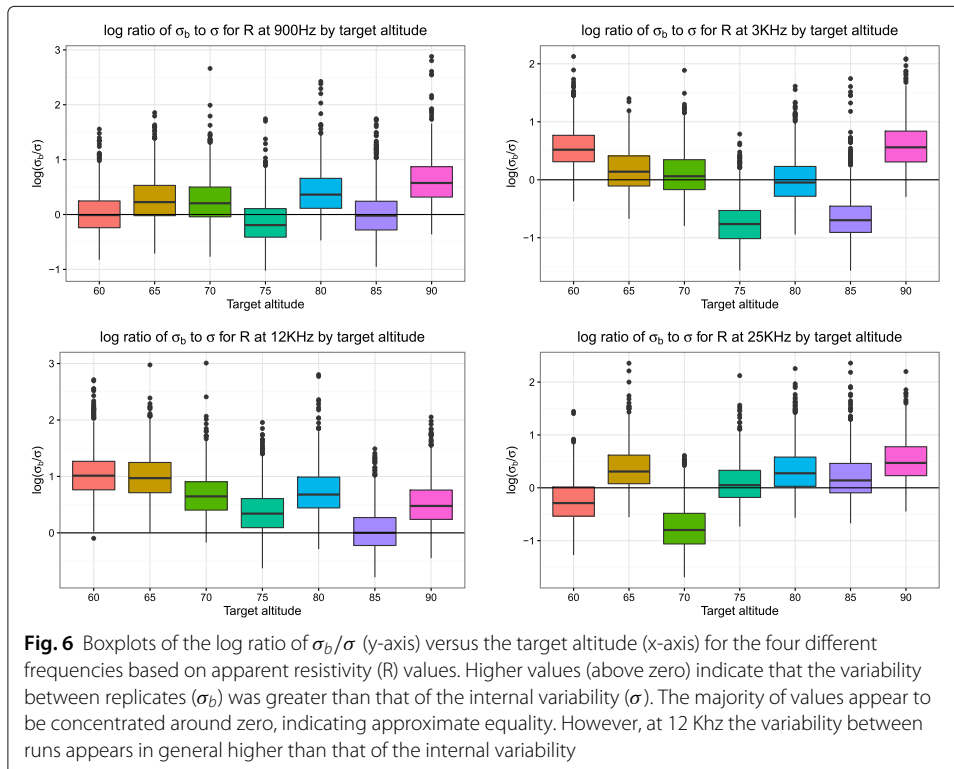 log ratio of σb to σ for R at 900Hz by target altitude
log(σb/σ)
3
2
1
0
−1
60 65 70 75 80 85 90
Target altitude
log ratio of σb to σ for R at 3KHz by target altitude
log(σb/σ)
2
1
0
−1
60 65 70 75 80 85 90
Target altitude
log ratio of σb to σ for R at 12KHz by target altitude
log(σb/σ)
3
2
1
0
60 65 70 75 80 85 90
Target altitude
log ratio of σb to σ for R at 25KHz by target altitude
log(σb/σ)
2
1
0
−1
60 65 70 75 80 85 90
Target altitude
Fig. 6 Boxplots of the log ratio of σb/σ (y-axis) versus the target altitude (x-axis) for the four different
frequencies based on apparent resistivity (R) values. Higher values (above zero) indicate that the variability
between replicates (σb) was greater than that of the internal variability (σ). The majority of values appear to
be concentrated around zero, indicating approximate equality. However, at 12 Khz the variability between
runs appears in general higher than that of the internal variability